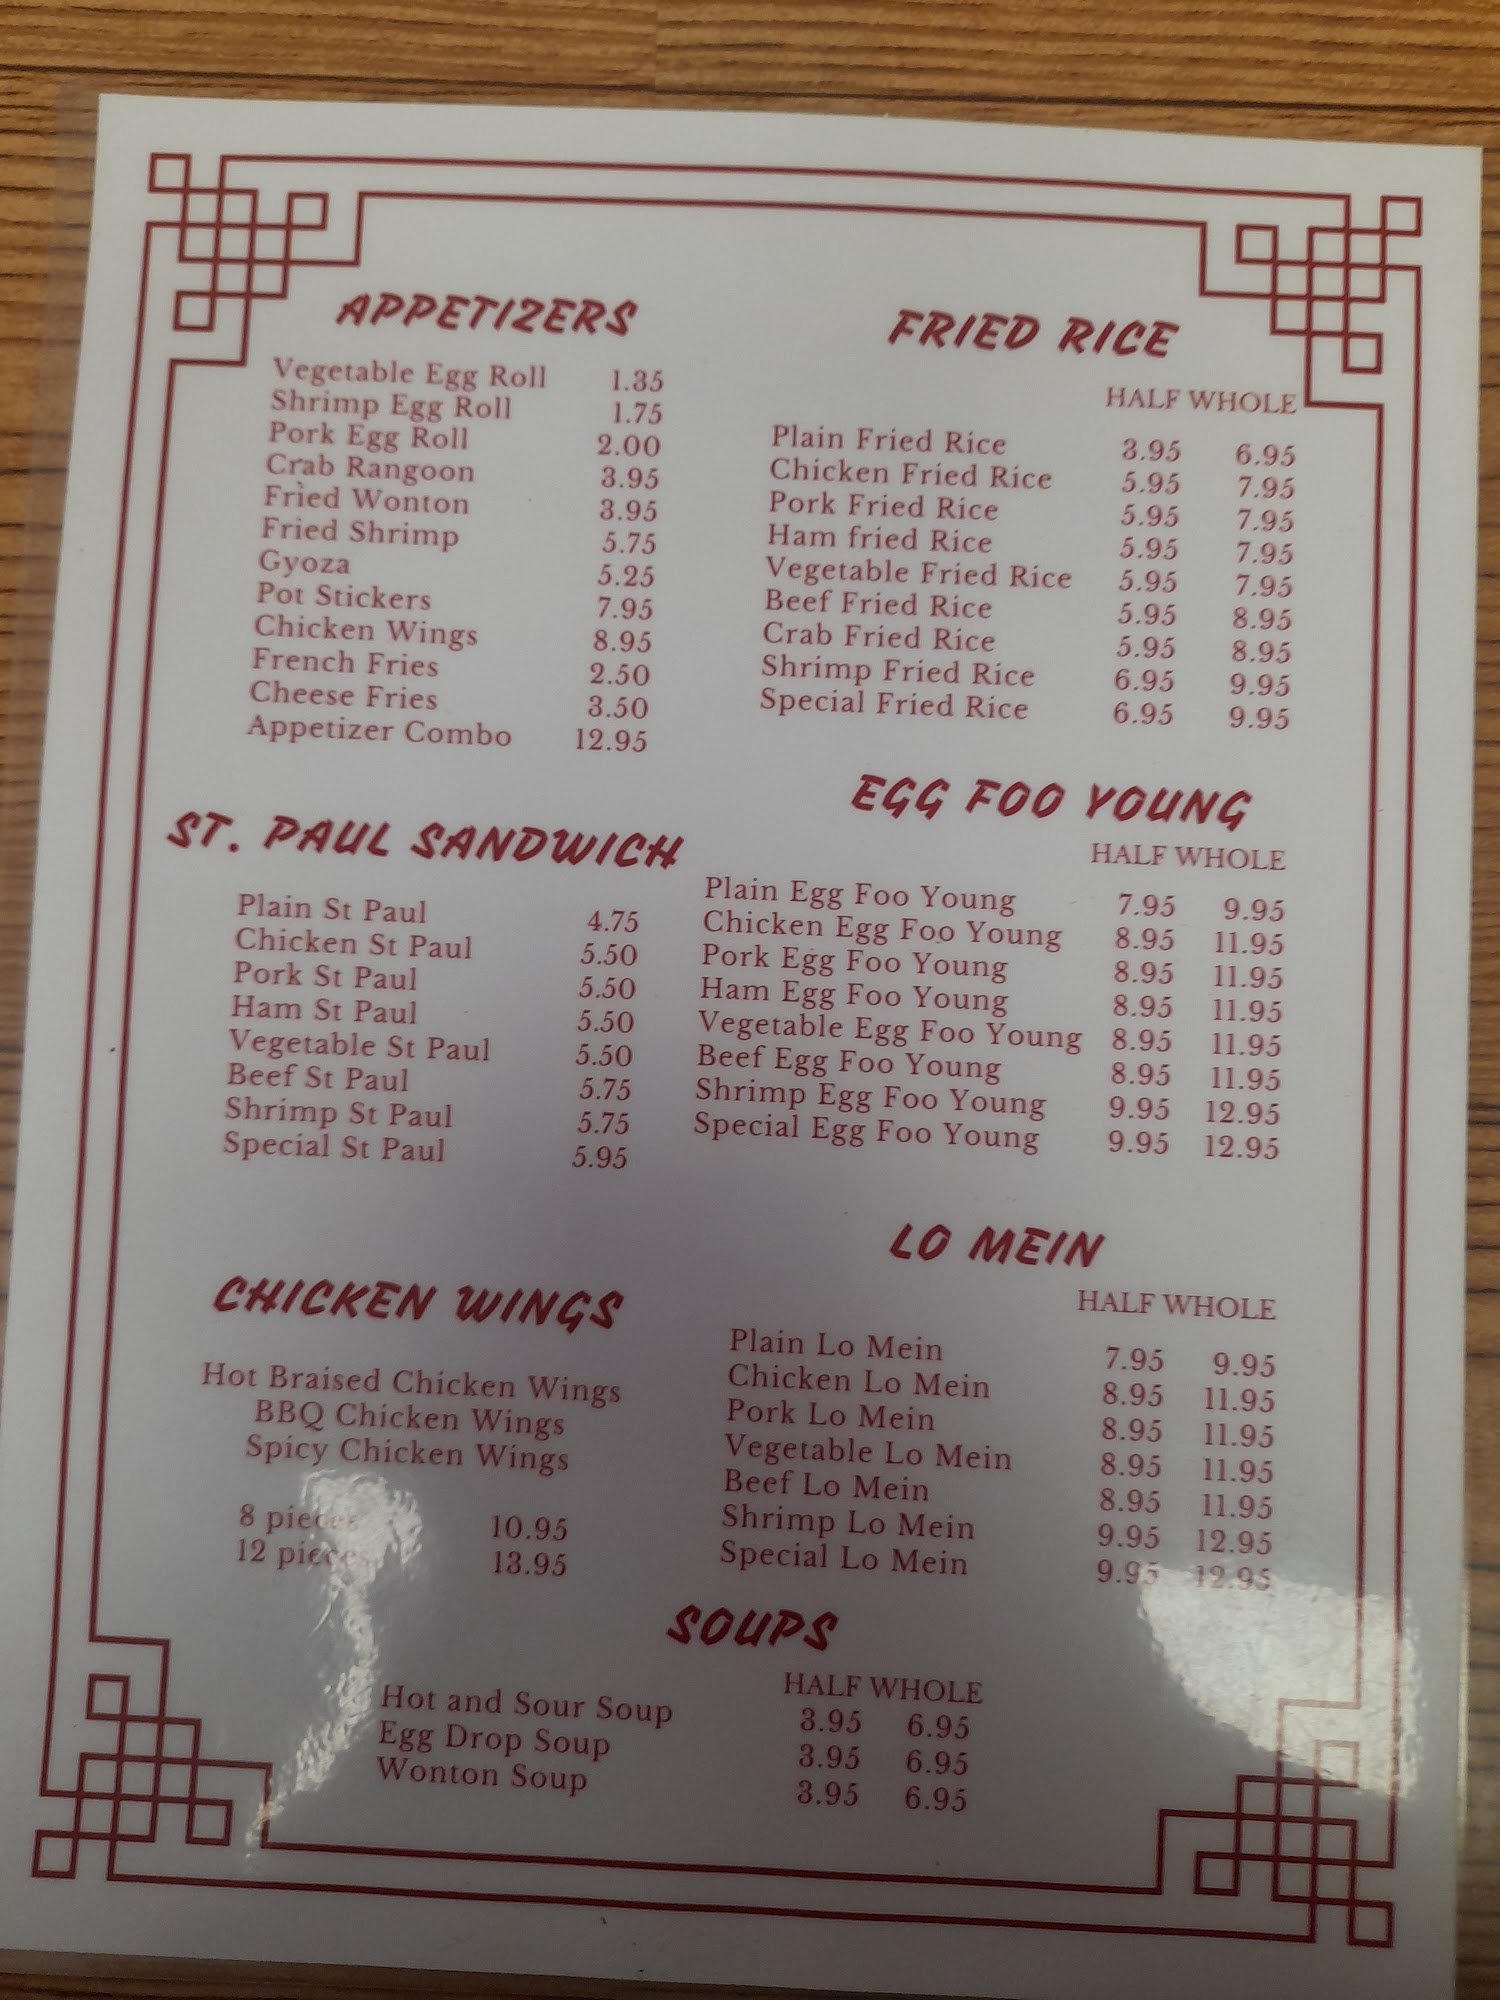 APPETIZERS
Vegetable Egg Roll 1.35
Shrimp Egg Roll 1.75
Pork Egg Roll 2.00
Crab Rangoon 3.95
Fried Wonton 3.95
Fried Shrimp 5.75
Gyoza 5.25
Pot Stickers 7.95
Chicken Wings 8.95
French Fries 2.50
Cheese Fries 3.50
Appetizer Combo 12.95
ST. PAUL SANDWICH
Plain St Paul 4.75
Chicken St Paul 5.50
Pork St Paul 5.50
Ham St Paul 5.50
Vegetable St Paul 5.50
Beef St Paul 5.75
Shrimp St Paul 5.75
Special St Paul 5.95
CHICKEN WINGS
Hot Braised Chicken Wings
BBQ Chicken Wings
Spicy Chicken Wings
8 pieces 10.95
12 pieces 13.95
FRIED RICE
HALF WHOLE
Plain Fried Rice 3.95 6.95
Chicken Fried Rice 5.95 7.95
Pork Fried Rice 5.95 7.95
Ham fried Rice 5.95 7.95
Vegetable Fried Rice 5.95 7.95
Beef Fried Rice 5.95 8.95
Crab Fried Rice 5.95 8.95
Shrimp Fried Rice 6.95 9.95
Special Fried Rice 6.95 9.95
EGG FOO YOUNG
HALF WHOLE
Plain Egg Foo Young 7.95 9.95
Chicken Egg Foo Young 8.95 11.95
Pork Egg Foo Young 8.95 11.95
Ham Egg Foo Young 8.95 11.95
Vegetable Egg Foo Young 8.95 11.95
Beef Egg Foo Young 8.95 11.95
Shrimp Egg Foo Young 9.95 12.95
Special Egg Foo Young 9.95 12.95
LO MEIN
HALF WHOLE
Plain Lo Mein 7.95 9.95
Chicken Lo Mein 8.95 11.95
Pork Lo Mein 8.95 11.95
Vegetable Lo Mein 8.95 11.95
Beef Lo Mein 8.95 11.95
Shrimp Lo Mein 9.95 12.95
Special Lo Mein 9.95 12.95
SOUPS
HALF WHOLE
Hot and Sour Soup 3.95 6.95
Egg Drop Soup 3.95 6.95
Wonton Soup 3.95 6.95